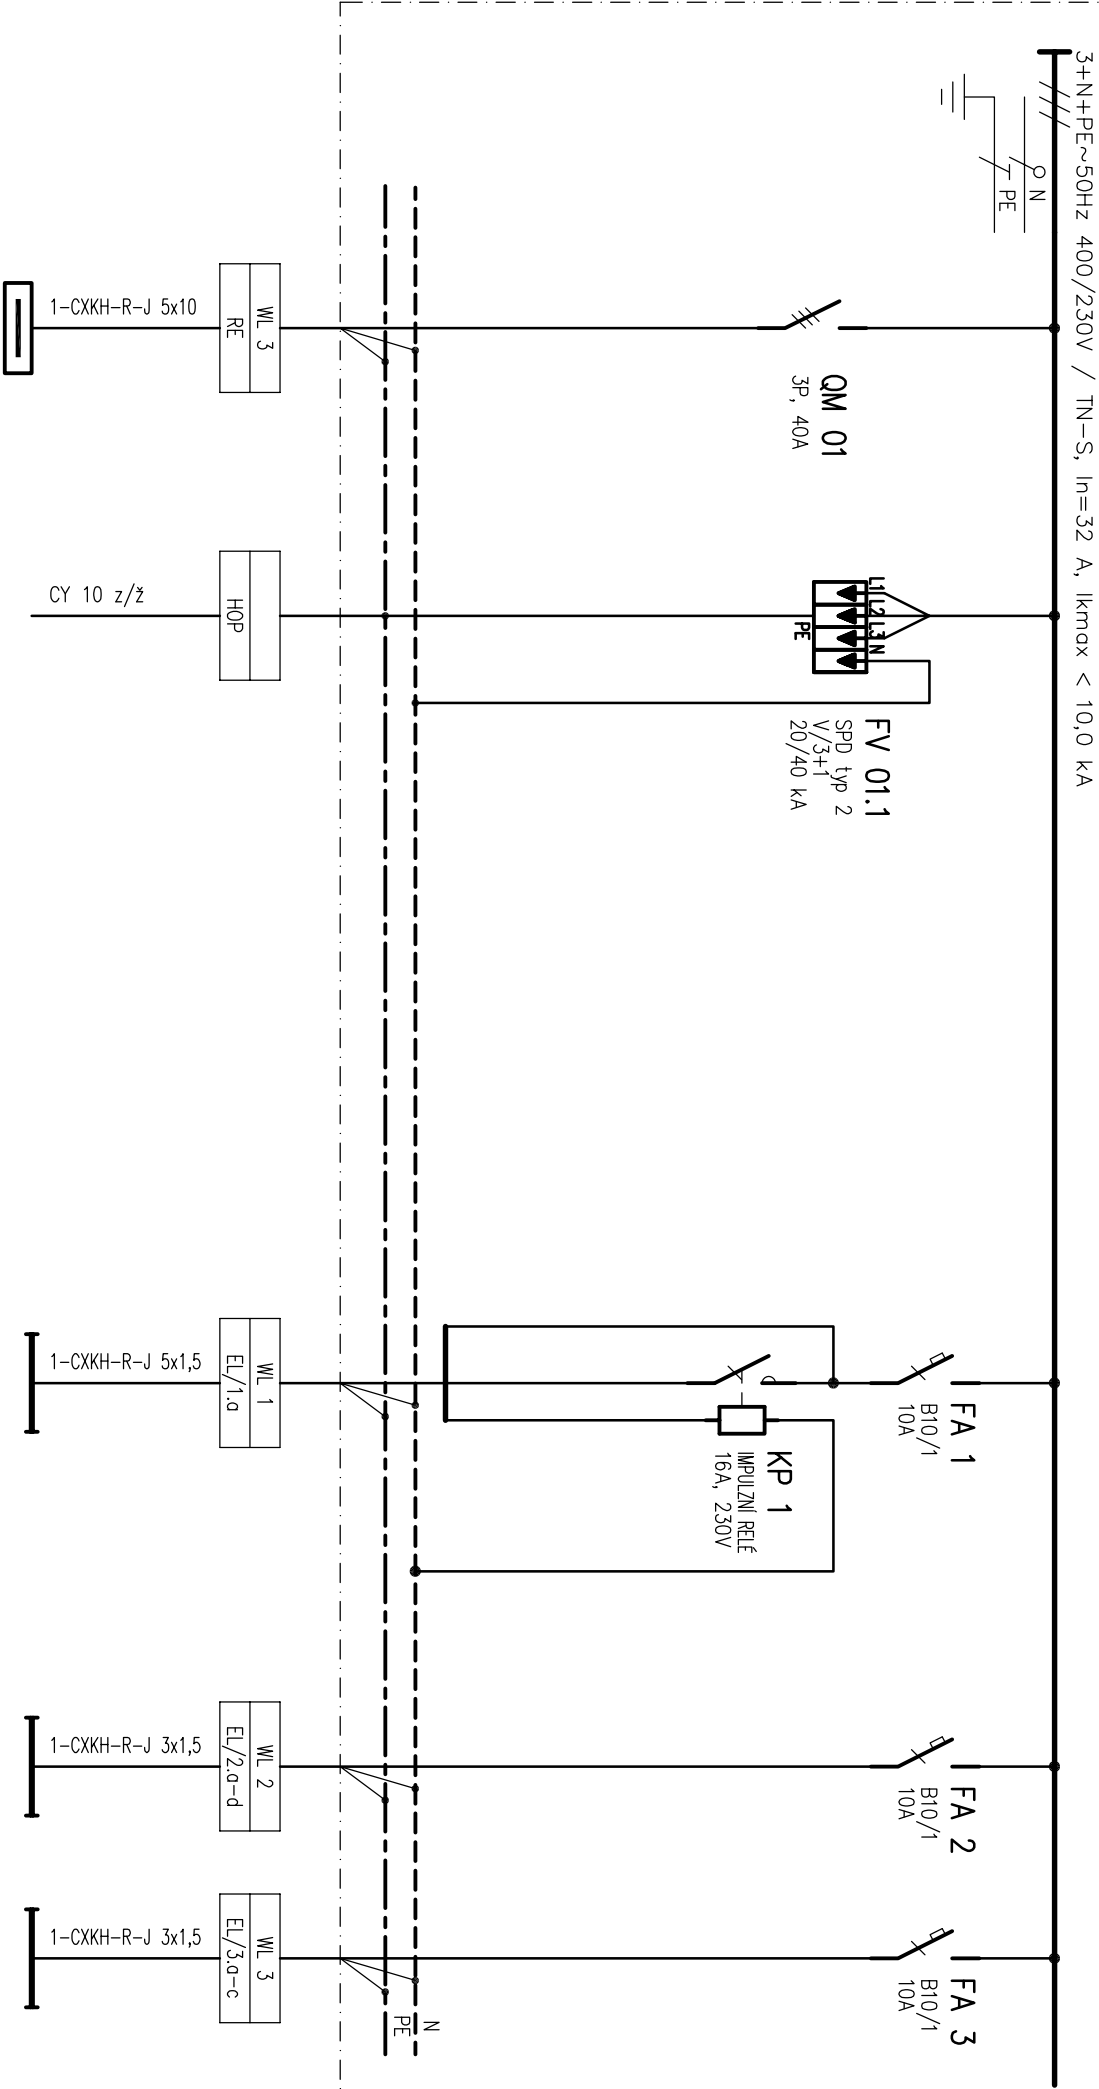 3+N+PE~50Hz 400/230V / TN-S, In=32 A, Ikmax < 10,0 kA
N
PE
QM 01
3P, 40A
L1 L2 L3 N
PE
FV 01.1
SPD typ 2
V/3+1
20/40 kA
FA 1
B10/1
10A
KP 1
IMPULZNÍ RELÉ
16A, 230V
FA 2
B10/1
10A
FA 3
B10/1
10A
N
PE
WL 3
RE
1-CXKH-R-J 5x10
HOP
CY 10 z/ž
WL 1
EL/1.a
1-CXKH-R-J 5x1,5
WL 2
EL/2.a-d
1-CXKH-R-J 3x1,5
WL 3
EL/3.a-c
1-CXKH-R-J 3x1,5